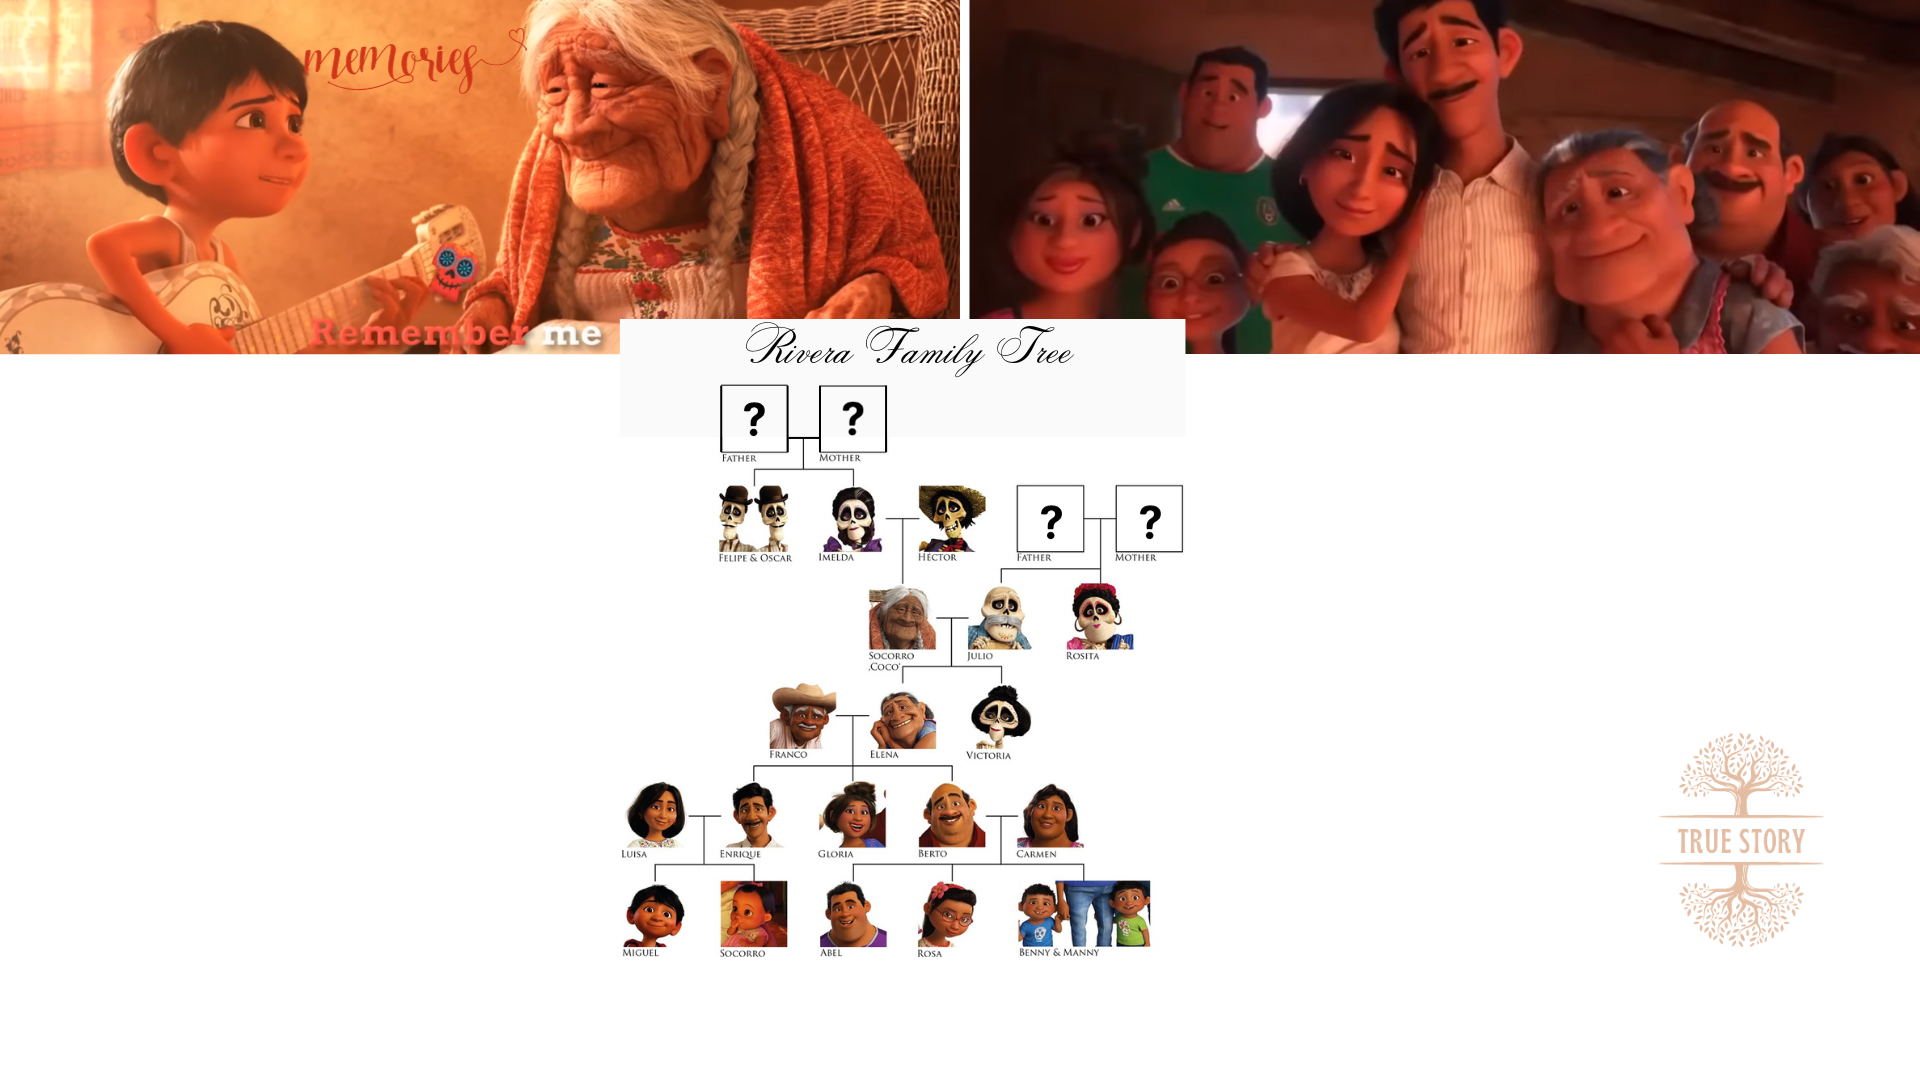 memories
Remember me
Rivera Family Tree
?
?
FATHER
MOTHER
FELIPE & OSCAR
IMELDA
HÉCTOR
?
?
FATHER
MOTHER
SOCORRO
‚COCO'
JULIO
ROSITA
FRANCO
ELENA
VICTORIA
LUISA
ENRIQUE
GLORIA
BERTO
CARMEN
MIGUEL
SOCORRO
ABEL
ROSA
BENNY & MANNY
TRUE STORY